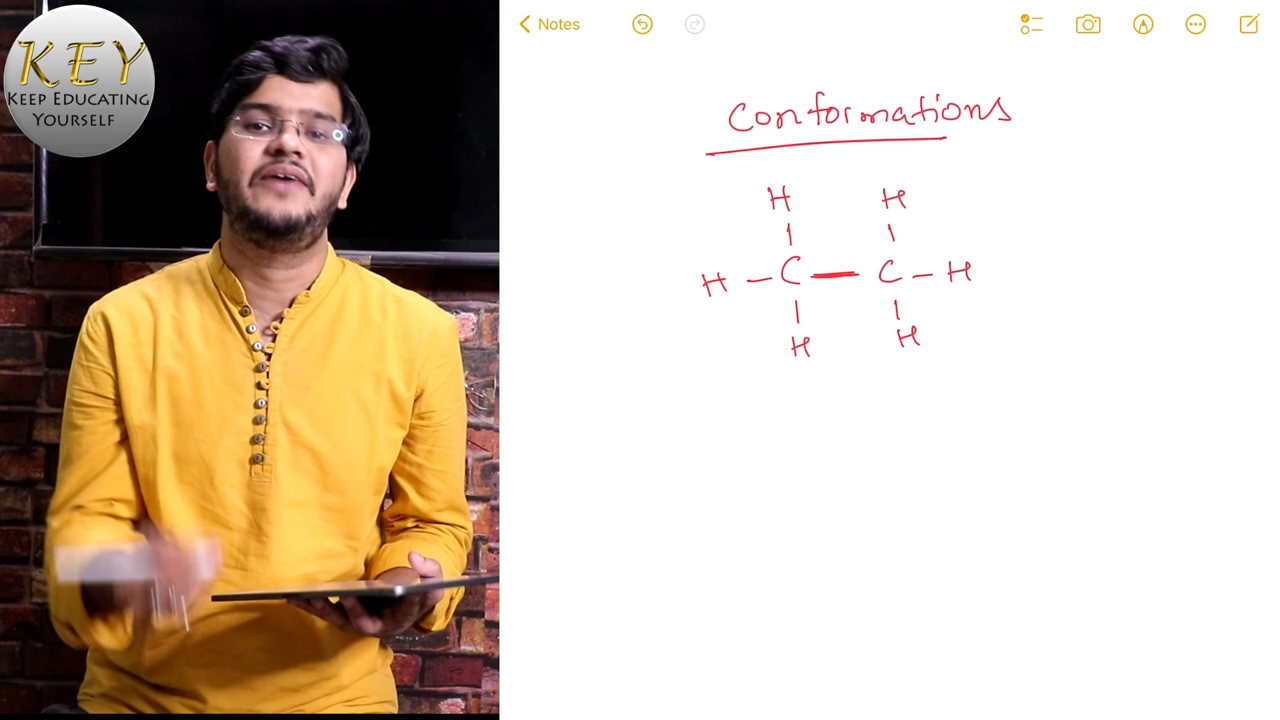 KEY
KEEP EDUCATING
YOURSELF
Notes
Conformations
H H
H – C — C – H
H H